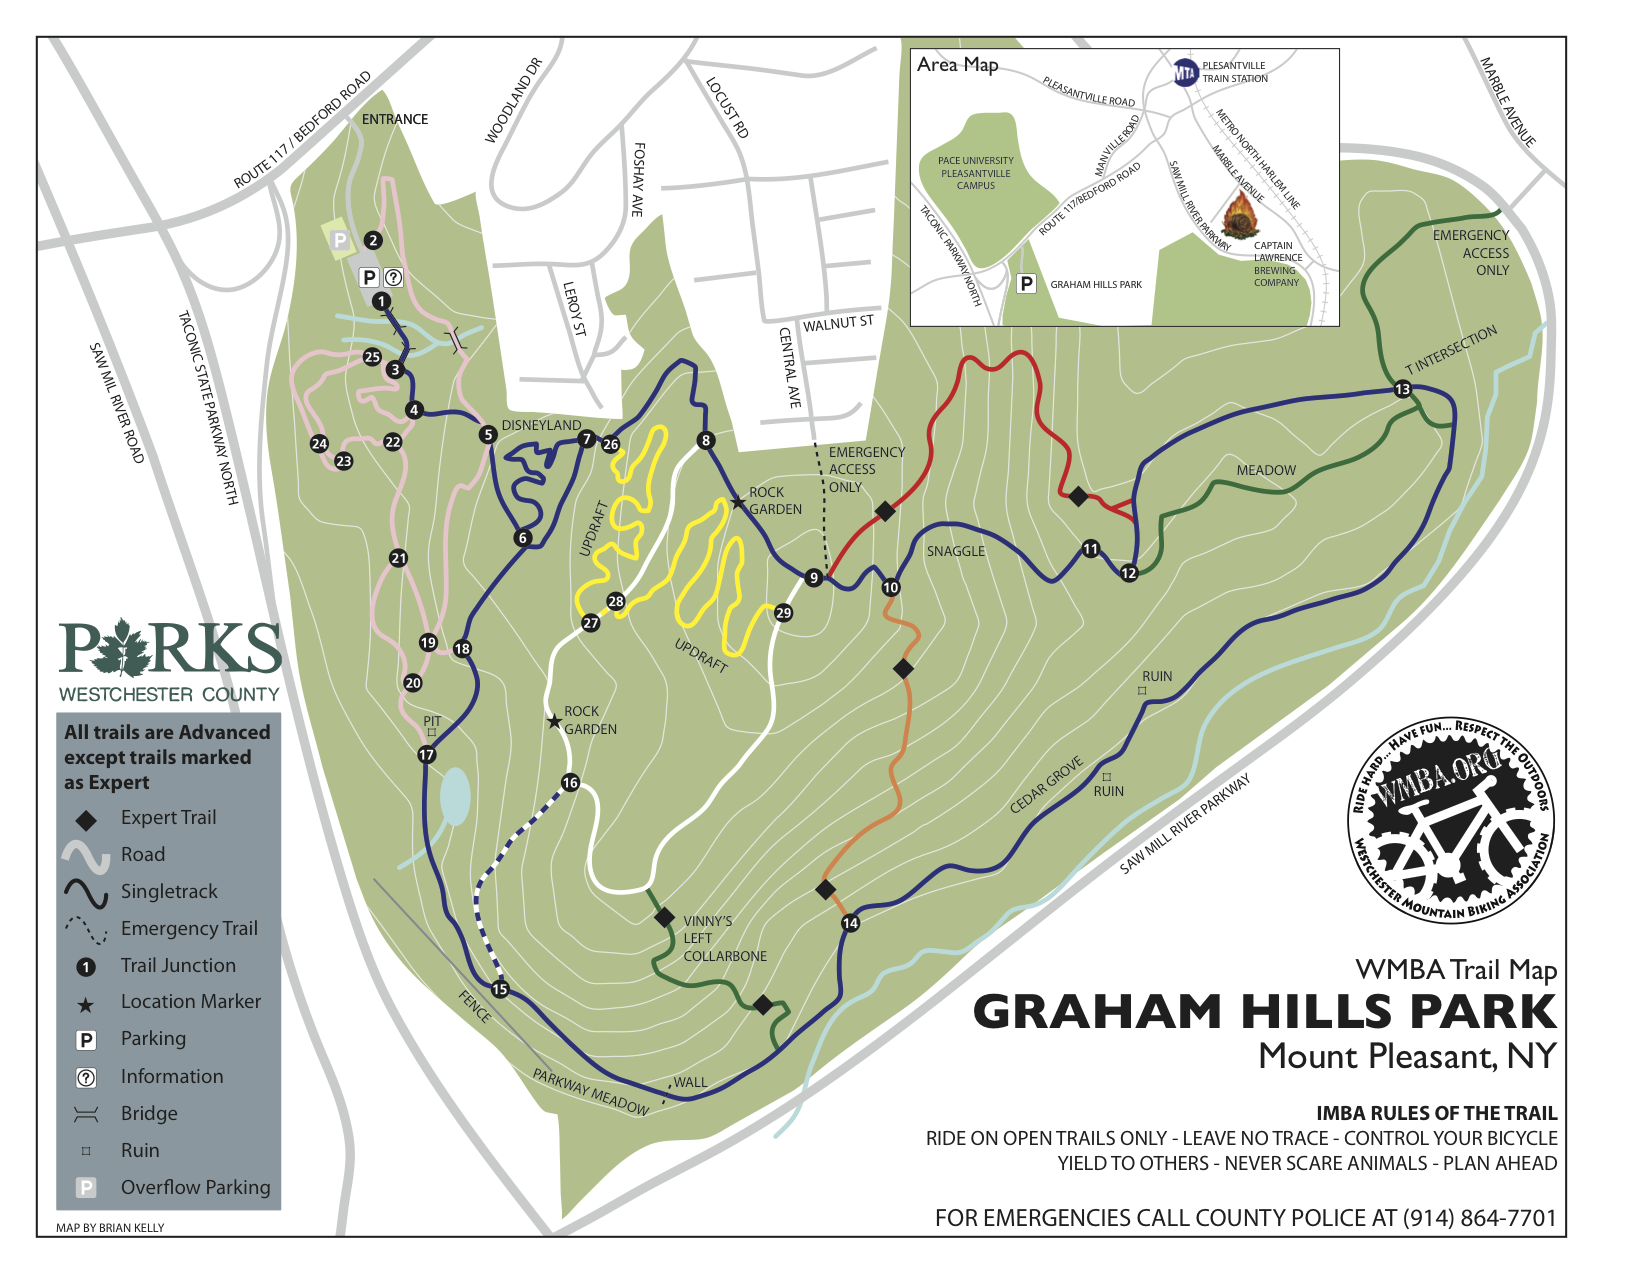 ROUTE 117 / BEDFORD ROAD
ENTRANCE
WOODLAND DR
LOCUST RD
FOSHAY AVE
LEROY ST
CENTRAL AVE
WALNUT ST
MARBLE AVENUE
SAW MIL RIVER ROAD
TACONIC STATE PARKWAY NORTH
Area Map
MTA
PLESANTVILLE
TRAIN STATION
PLEASANTVILLE ROAD
MANVILLE ROAD
METRO NORTH HARLEM LINE
MARBLE AVENUE
SAW MILL RIVER PARKWAY
PACE UNIVERSITY
PLEASANTVILLE
CAMPUS
ROUTE 117/BEDFORD ROAD
TACONIC PARKWAY NORTH
P
GRAHAM HILLS PARK
CAPTAIN
LAWRENCE
BREWING
COMPANY
EMERGENCY
ACCESS
ONLY
T INTERSECTION
P
2
P
?
1
25
3
4
5
24
23
22
DISNEYLAND
7
26
8
13
EMERGENCY
ACCESS
ONLY
MEADOW
ROCK
GARDEN
UPDRAFT
6
SNAGGLE
11
12
9
10
21
28
27
29
19
18
UPDRAFT
20
PIT
17
ROCK
GARDEN
16
RUIN
RUIN
CEDAR GROVE
SAW MILL RIVER PARKWAY
VINNY'S
LEFT
COLLARBONE
14
15
FENCE
WALL
PARKWAY MEADOW
PARKS
WESTCHESTER COUNTY
All trails are Advanced
except trails marked
as Expert
Expert Trail
Road
Singletrack
Emergency Trail
1 Trail Junction
Location Marker
P Parking
? Information
Bridge
Ruin
P Overflow Parking
MAP BY BRIAN KELLY
RIDE HARD... HAVE FUN... RESPECT THE OUTDOORS
WMBA.ORG
WESTCHESTER MOUNTAIN BIKING ASSOCIATION
WMBA Trail Map
GRAHAM HILLS PARK
Mount Pleasant, NY
IMBA RULES OF THE TRAIL
RIDE ON OPEN TRAILS ONLY - LEAVE NO TRACE - CONTROL YOUR BICYCLE
YIELD TO OTHERS - NEVER SCARE ANIMALS - PLAN AHEAD
FOR EMERGENCIES CALL COUNTY POLICE AT (914) 864-7701